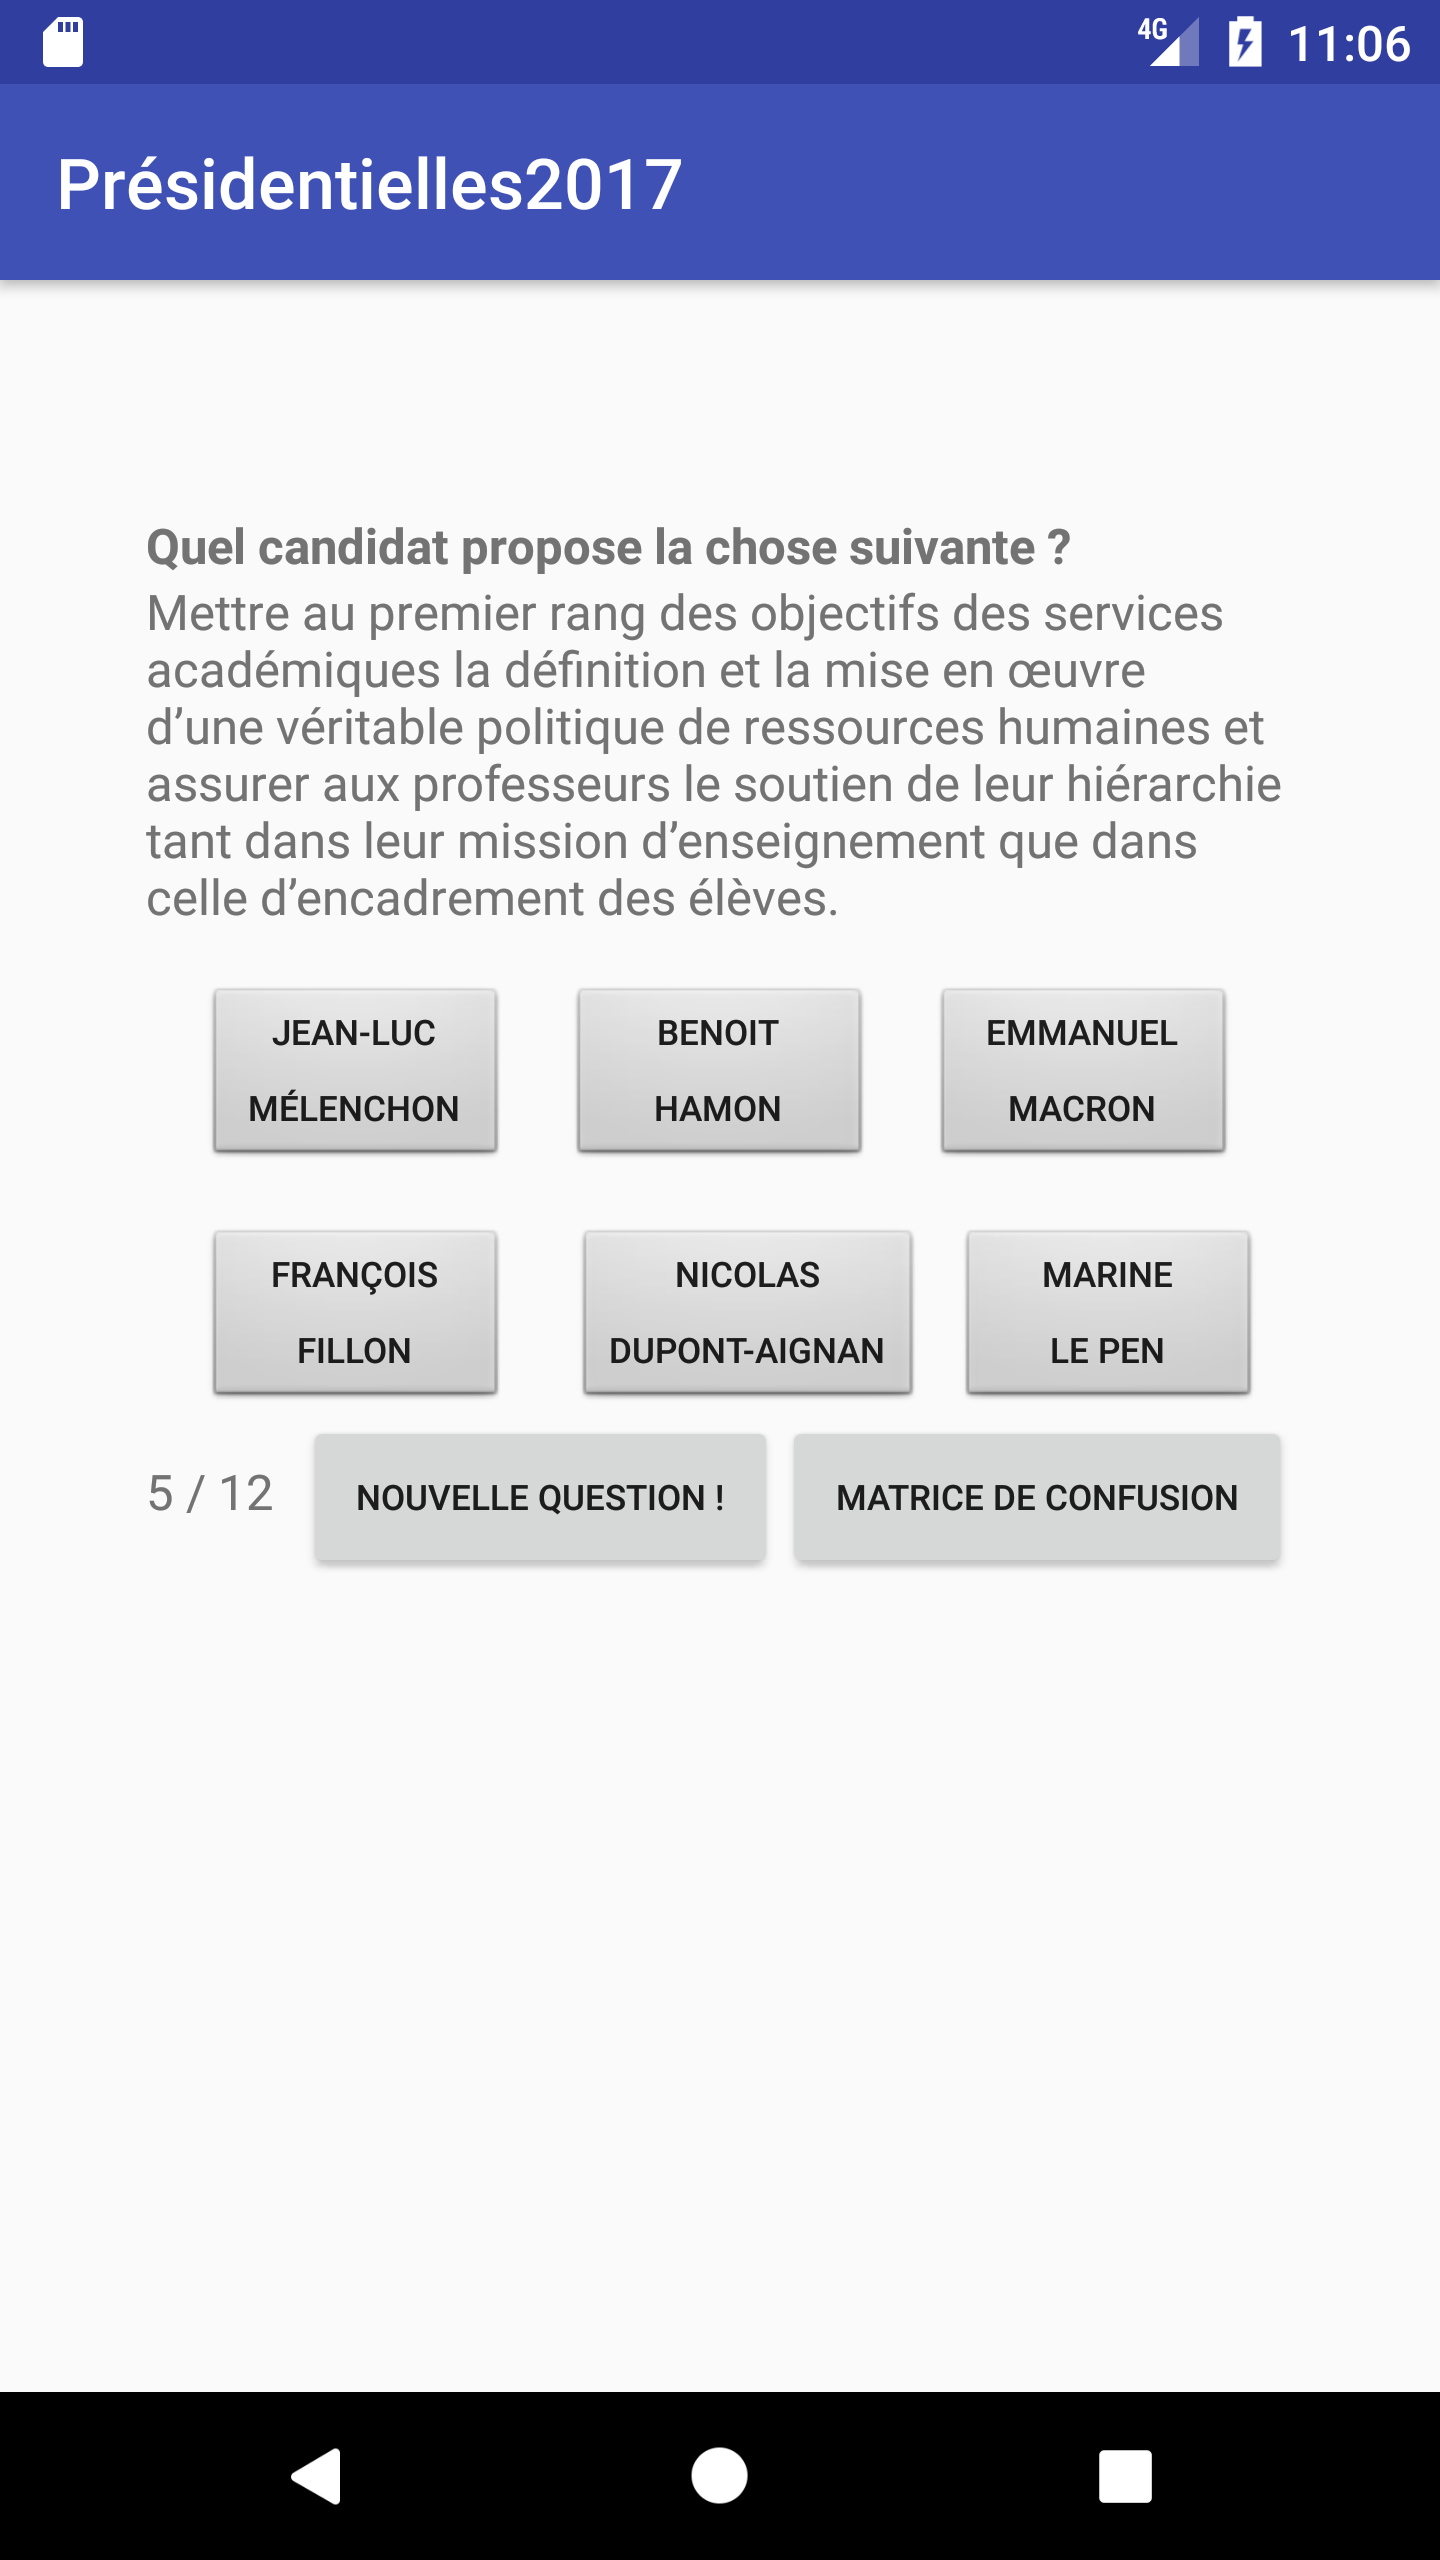 4G 11:06
Présidentielles2017
Quel candidat propose la chose suivante ?
Mettre au premier rang des objectifs des services
académiques la définition et la mise en œuvre
d’une véritable politique de ressources humaines et
assurer aux professeurs le soutien de leur hiérarchie
tant dans leur mission d’enseignement que dans
celle d’encadrement des élèves.
JEAN-LUC
MÉLENCHON
BENOIT
HAMON
EMMANUEL
MACRON
FRANÇOIS
FILLON
NICOLAS
DUPONT-AIGNAN
MARINE
LE PEN
5 / 12
NOUVELLE QUESTION !
MATRICE DE CONFUSION